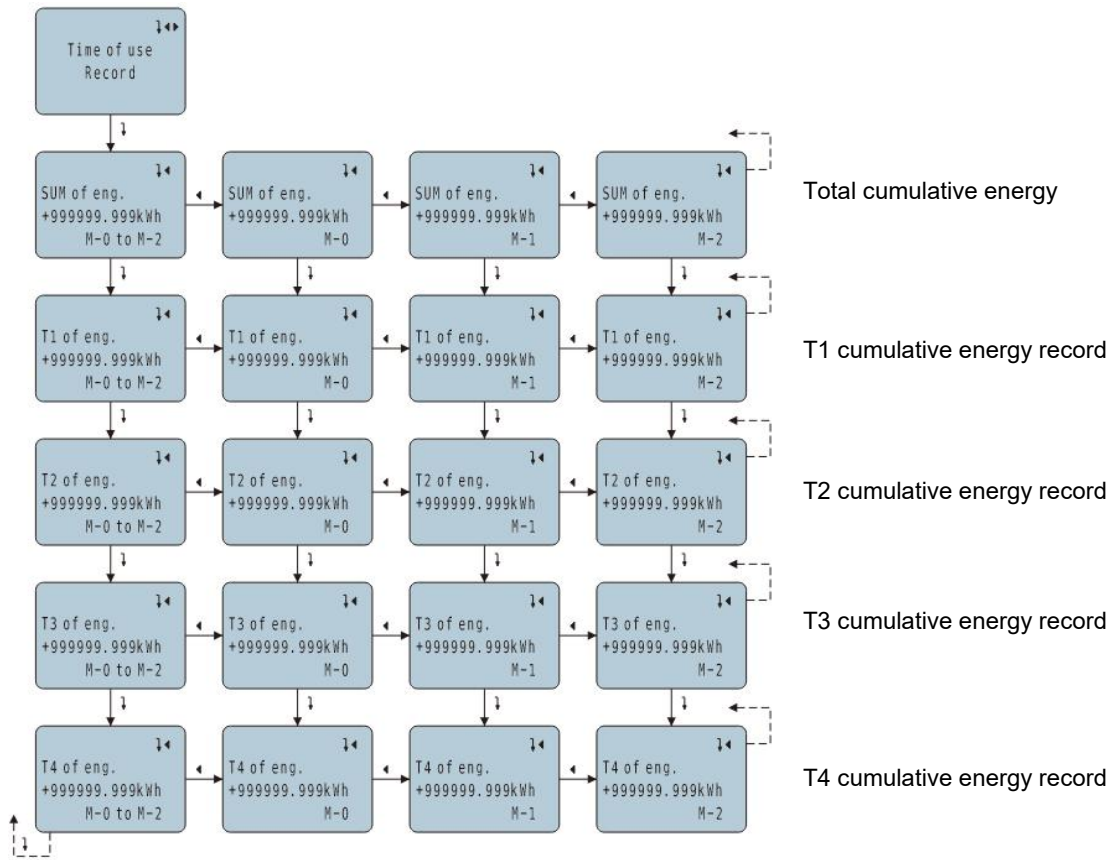 Time of use
Record
SUM of eng.
+999999.999kWh
M-0 to M-2
SUM of eng.
+999999.999kWh
M-0
SUM of eng.
+999999.999kWh
M-1
SUM of eng.
+999999.999kWh
M-2
Total cumulative energy
T1 of eng.
+999999.999kWh
M-0 to M-2
T1 of eng.
+999999.999kWh
M-0
T1 of eng.
+999999.999kWh
M-1
T1 of eng.
+999999.999kWh
M-2
T1 cumulative energy record
T2 of eng.
+999999.999kWh
M-0 to M-2
T2 of eng.
+999999.999kWh
M-0
T2 of eng.
+999999.999kWh
M-1
T2 of eng.
+999999.999kWh
M-2
T2 cumulative energy record
T3 of eng.
+999999.999kWh
M-0 to M-2
T3 of eng.
+999999.999kWh
M-0
T3 of eng.
+999999.999kWh
M-1
T3 of eng.
+999999.999kWh
M-2
T3 cumulative energy record
T4 of eng.
+999999.999kWh
M-0 to M-2
T4 of eng.
+999999.999kWh
M-0
T4 of eng.
+999999.999kWh
M-1
T4 of eng.
+999999.999kWh
M-2
T4 cumulative energy record